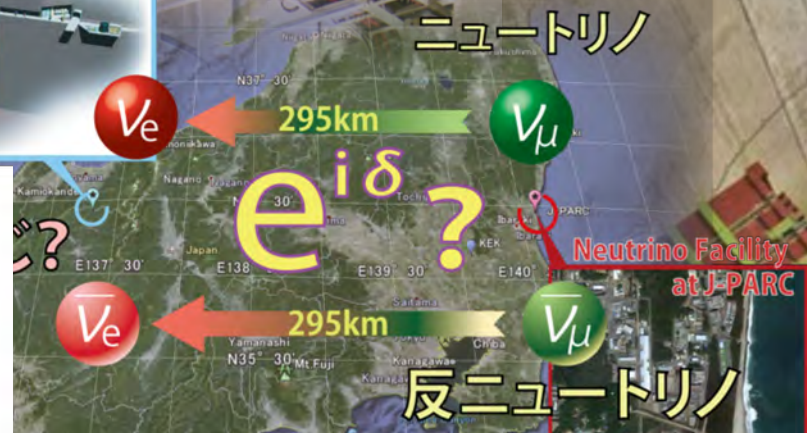 ニュートリノ
N37° 30'
νe
295km
νμ
Nagano
Kamiokande
e^iδ ?
J-PARC
KEK
ど?
Japan
E137° 30'
E138
E139° 30'
E140°
Neutrino Facility
at J-PARC
Saitama
ν̅e
295km
ν̅μ
Yamanashi
Chiba
N35° 30'
Mt.Fuji
Kanagawa
反ニュートリノ